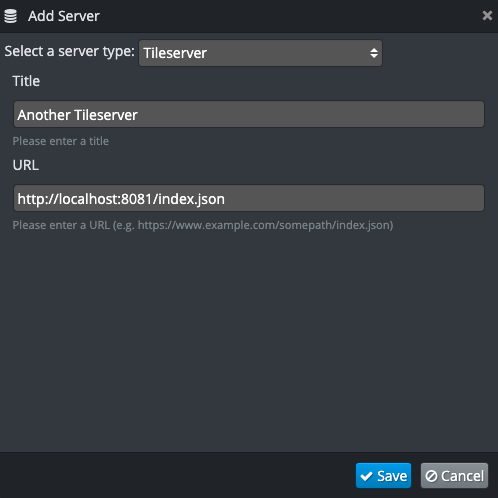 Add Server
Select a server type: Tileserver
Title
Another Tileserver
Please enter a title
URL
http://localhost:8081/index.json
Please enter a URL (e.g. https://www.example.com/somepath/index.json)
Save Cancel